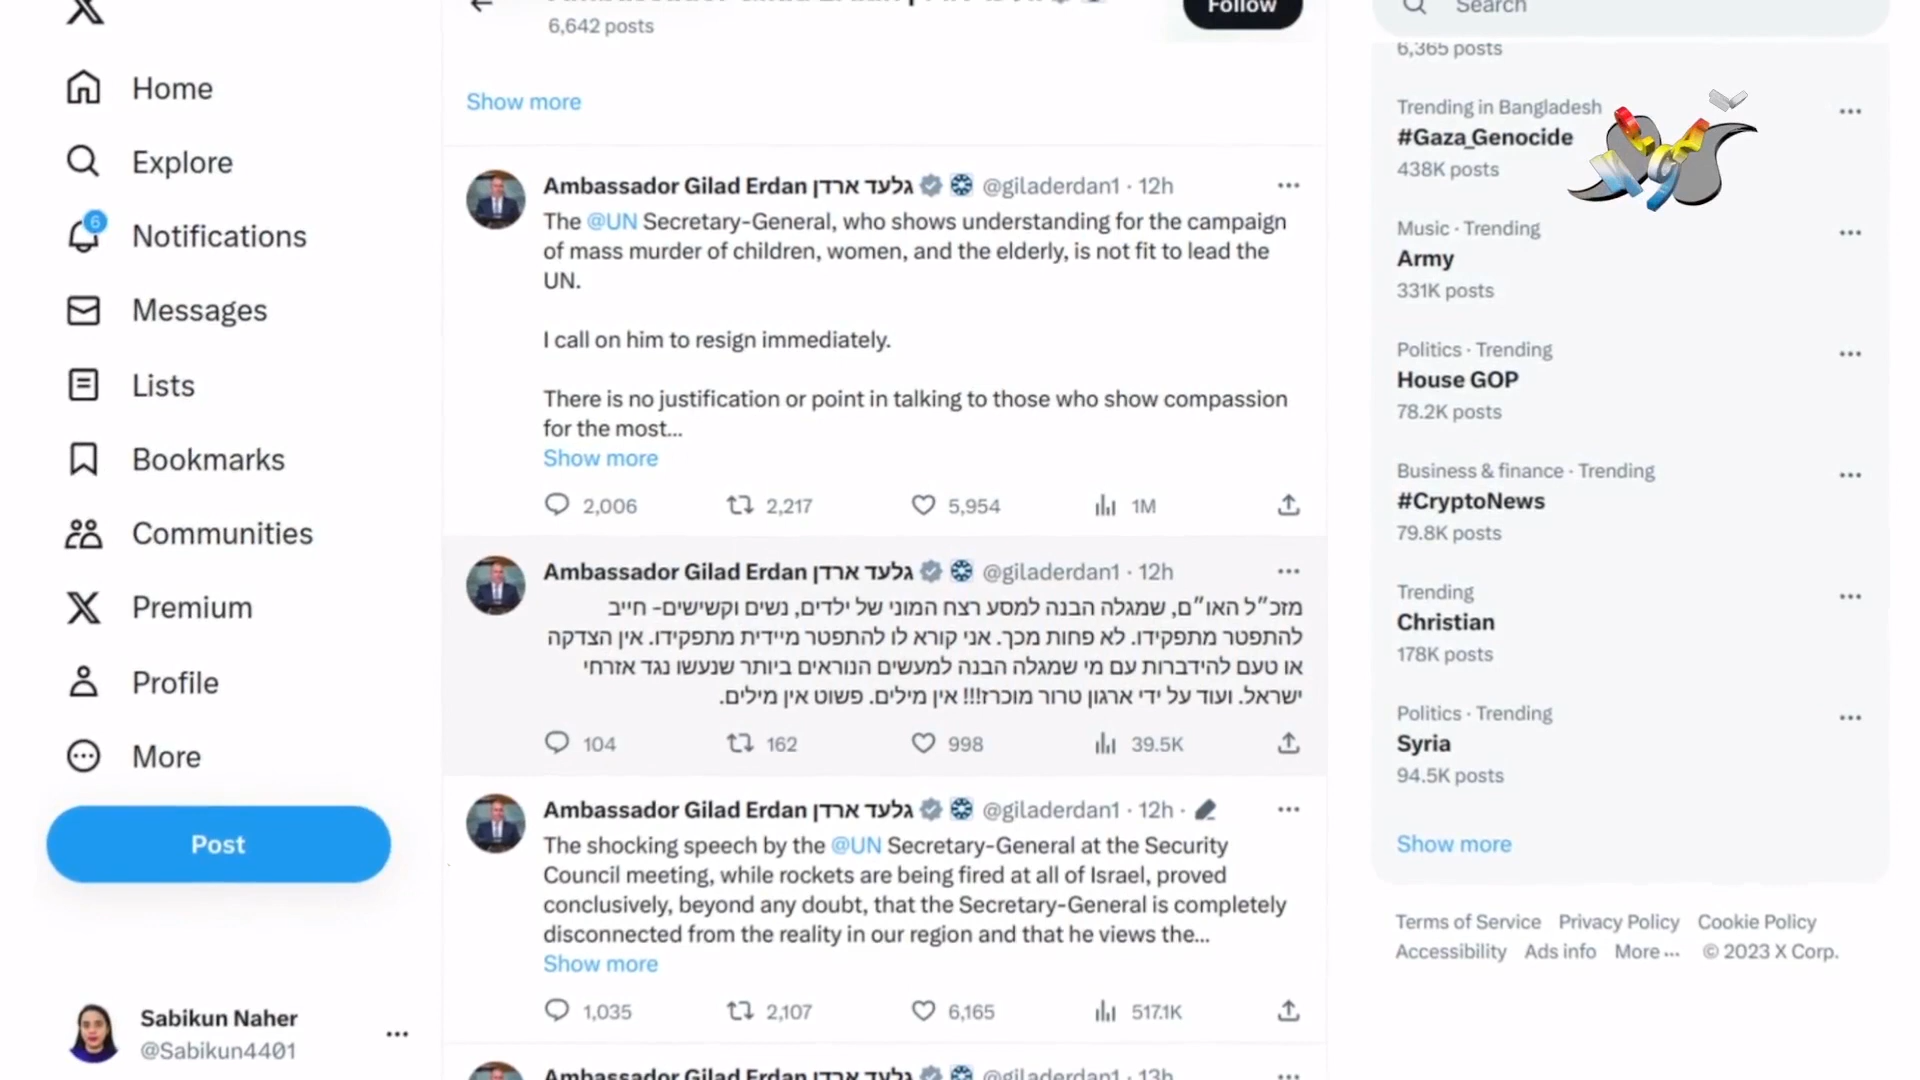 6,642 posts
Follow
Search
Home
Explore
6
Notifications
Messages
Lists
Bookmarks
Communities
Premium
Profile
More
Post
Sabikun Naher
@Sabikun4401
Show more
Ambassador Gilad Erdan גלעד ארדן @giladerdan1 · 12h
The @UN Secretary-General, who shows understanding for the campaign
of mass murder of children, women, and the elderly, is not fit to lead the
UN.
I call on him to resign immediately.
There is no justification or point in talking to those who show compassion
for the most...
Show more
2,006 2,217 5,954 1M
Ambassador Gilad Erdan גלעד ארדן @giladerdan1 · 12h
מזכ״ל האו״ם, שמגלה הבנה למסע רצח המוני של ילדים, נשים וקשישים- חייב
להתפטר מתפקידו. לא פחות מכך. אני קורא לו להתפטר מיידית מתפקידו. אין הצדקה
או טעם להידברות עם מי שמגלה הבנה למעשים הנוראים ביותר שנעשו נגד אזרחי
ישראל. ועוד על ידי ארגון טרור מוכרז!!! אין מילים. פשוט אין מילים.
104 162 998 39.5K
Ambassador Gilad Erdan גלעד ארדן @giladerdan1 · 12h ·
The shocking speech by the @UN Secretary-General at the Security
Council meeting, while rockets are being fired at all of Israel, proved
conclusively, beyond any doubt, that the Secretary-General is completely
disconnected from the reality in our region and that he views the...
Show more
1,035 2,107 6,165 517.1K
Ambassador Gilad Erdan גלעד ארדן @giladerdan1 · 13h
6,365 posts
Trending in Bangladesh
#Gaza_Genocide
438K posts
Music · Trending
Army
331K posts
Politics · Trending
House GOP
78.2K posts
Business & finance · Trending
#CryptoNews
79.8K posts
Trending
Christian
178K posts
Politics · Trending
Syria
94.5K posts
Show more
Terms of Service Privacy Policy Cookie Policy
Accessibility Ads info More ... © 2023 X Corp.